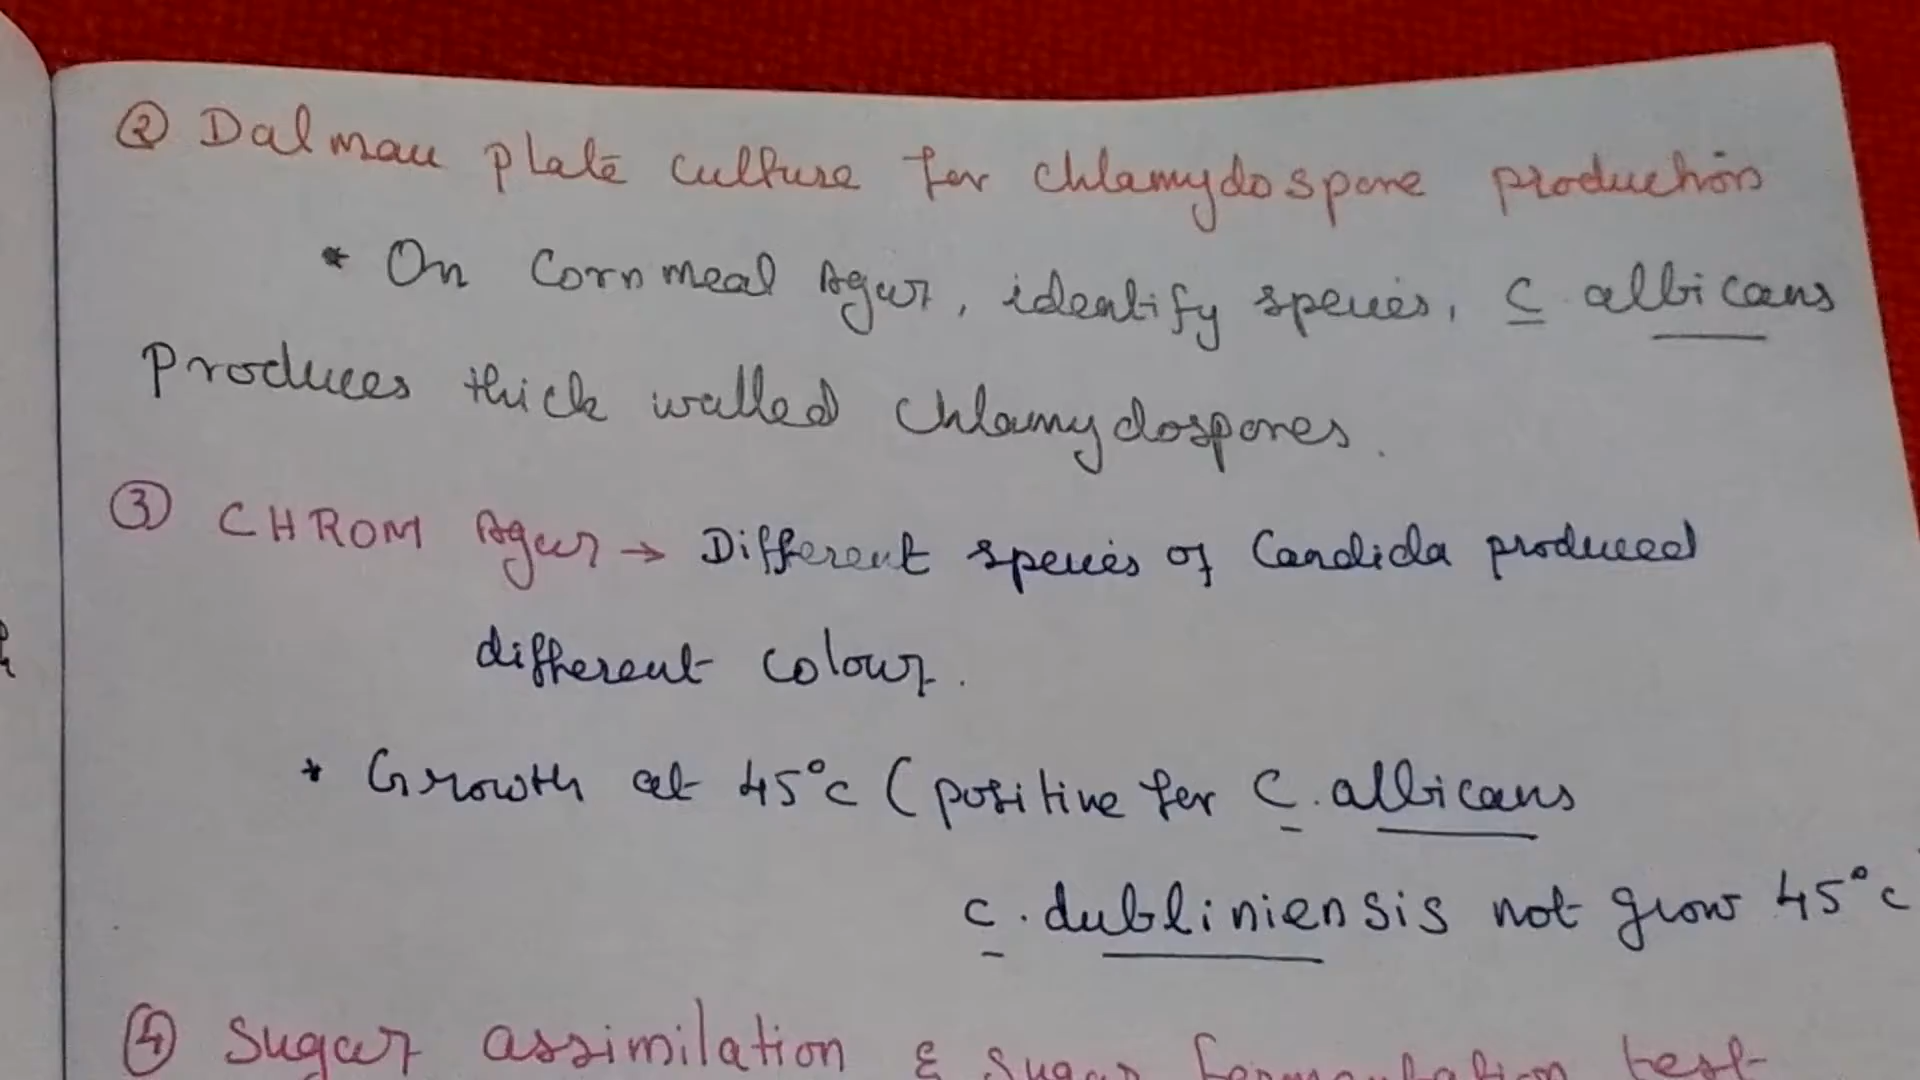 ② Dalmau plate culture for chlamydospore production
* On Cornmeal Agar, identify species, C. albicans
Produces thick walled chlamydospores.
③ CHROM Agar → Different species of Candida produced
different colour.
* Growth at 45°c (positive for C. albicans
c. dubliniensis not grow 45°c
④ Sugar assimilation & Sugar fermentation test